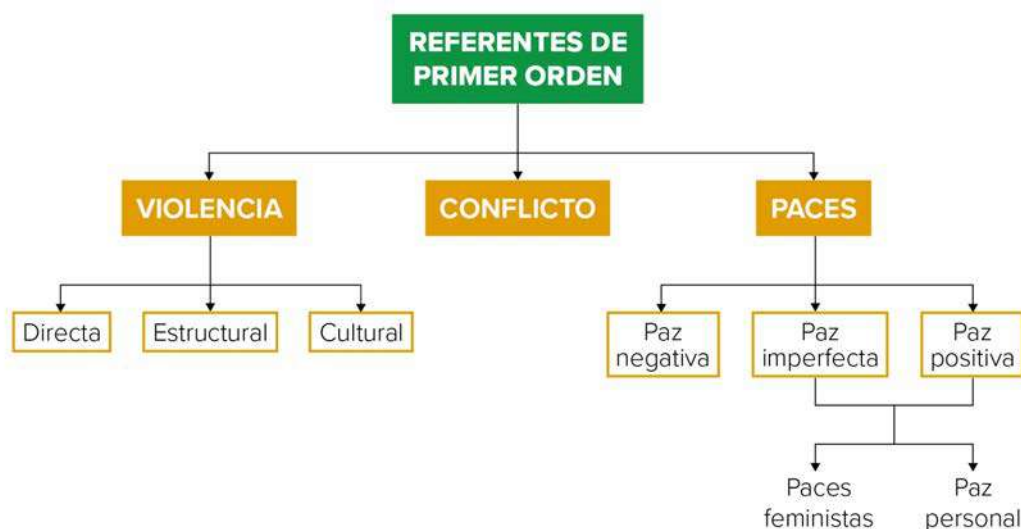 REFERENTES DE
PRIMER ORDEN
VIOLENCIA
CONFLICTO
PACES
Directa
Estructural
Cultural
Paz
negativa
Paz
imperfecta
Paz
positiva
Paces
feministas
Paz
personal